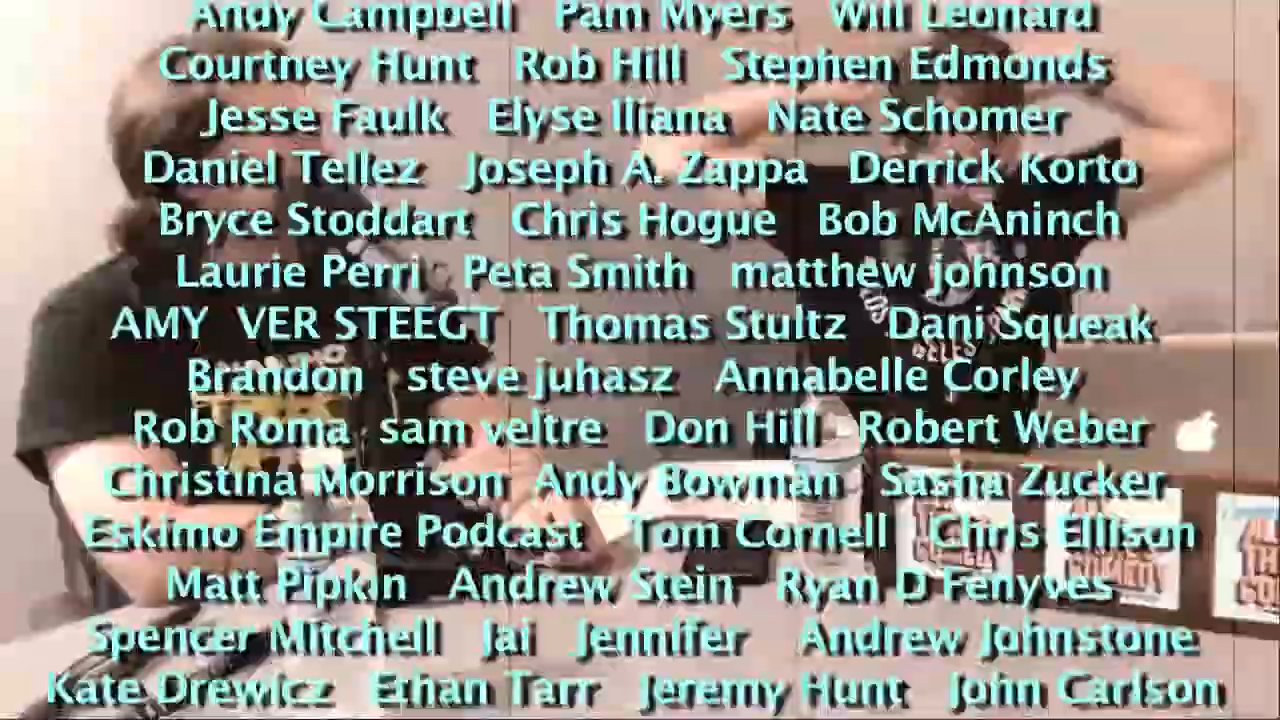 Andy Campbell Pam Myers Will Leonard
Courtney Hunt Rob Hill Stephen Edmonds
Jesse Faulk Elyse Iliana Nate Schomer
Daniel Tellez Joseph A. Zappa Derrick Korto
Bryce Stoddart Chris Hogue Bob McAninch
Laurie Perri Peta Smith matthew johnson
AMY VER STEEGT Thomas Stultz Dani Squeak
Brandon steve juhasz Annabelle Corley
Rob Roma sam veltre Don Hill Robert Weber
Christina Morrison Andy Bowman Sasha Zucker
Eskimo Empire Podcast Tom Cornell Chris Ellison
Matt Pipkin Andrew Stein Ryan D Fenyves
Spencer Mitchell Jai Jennifer Andrew Johnstone
Kate Drewicz Ethan Tarr Jeremy Hunt John Carlson